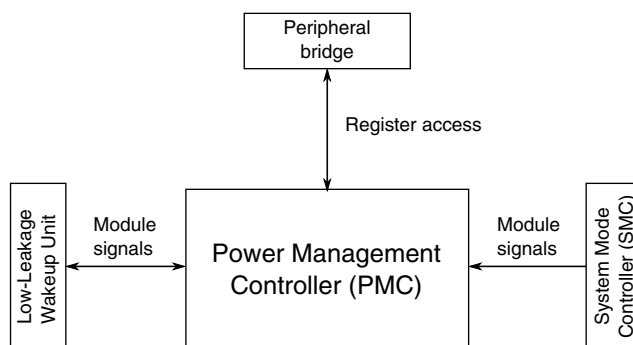 Peripheral
bridge
Register access
Low-Leakage
Wakeup Unit
Module
signals
Power Management
Controller (PMC)
Module
signals
System Mode
Controller (SMC)